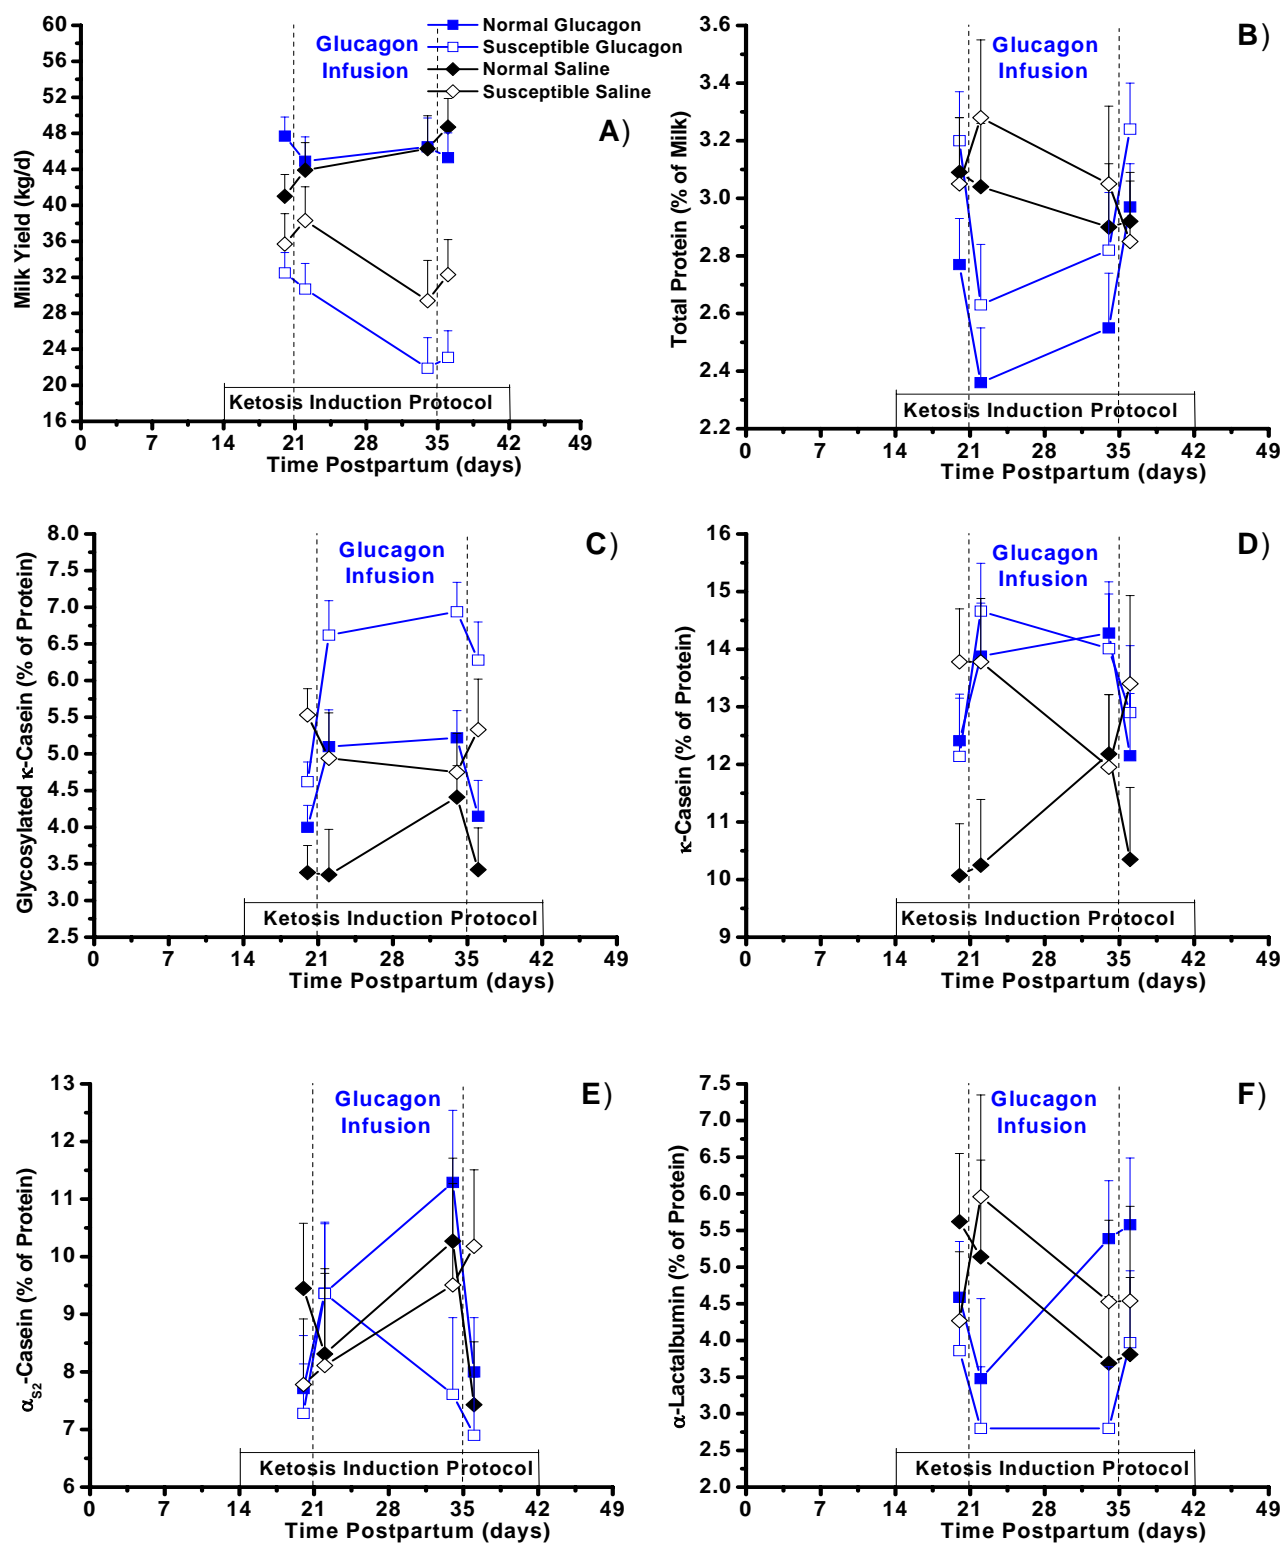 Normal Glucagon
Susceptible Glucagon
Normal Saline
Susceptible Saline
Glucagon
Infusion
A)
60
56
52
48
44
40
36
32
28
24
20
16
Milk Yield (kg/d)
Ketosis Induction Protocol
0 7 14 21 28 35 42 49
Time Postpartum (days)
B)
Glucagon
Infusion
3.6
3.4
3.2
3.0
2.8
2.6
2.4
2.2
Total Protein (% of Milk)
Ketosis Induction Protocol
0 7 14 21 28 35 42 49
Time Postpartum (days)
C)
Glucagon
Infusion
8.0
7.5
7.0
6.5
6.0
5.5
5.0
4.5
4.0
3.5
3.0
2.5
Glycosylated κ-Casein (% of Protein)
Ketosis Induction Protocol
0 7 14 21 28 35 42 49
Time Postpartum (days)
D)
Glucagon
Infusion
16
15
14
13
12
11
10
9
κ-Casein (% of Protein)
Ketosis Induction Protocol
0 7 14 21 28 35 42 49
Time Postpartum (days)
E)
Glucagon
Infusion
13
12
11
10
9
8
7
6
αS2-Casein (% of Protein)
Ketosis Induction Protocol
0 7 14 21 28 35 42 49
Time Postpartum (days)
F)
Glucagon
Infusion
7.5
7.0
6.5
6.0
5.5
5.0
4.5
4.0
3.5
3.0
2.5
2.0
α-Lactalbumin (% of Protein)
Ketosis Induction Protocol
0 7 14 21 28 35 42 49
Time Postpartum (days)